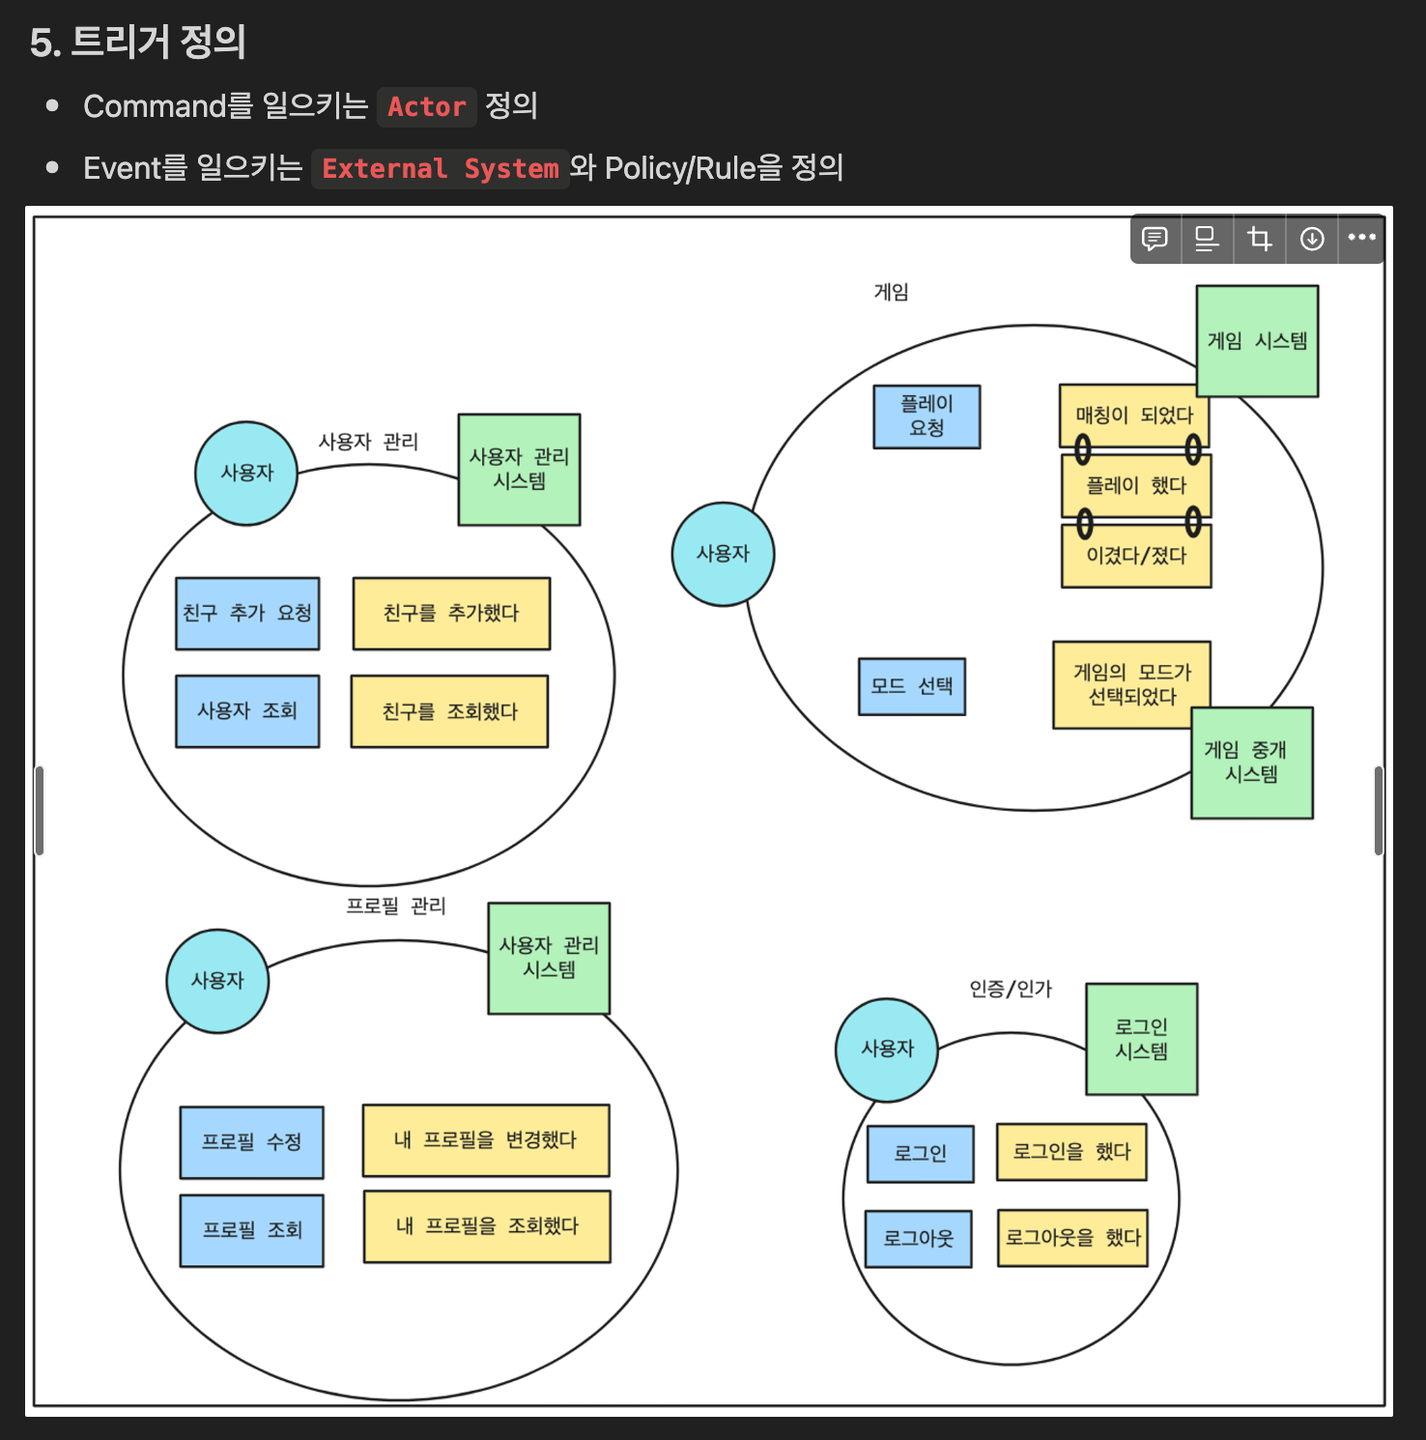 5. 트리거 정의
Command를 일으키는 Actor 정의
Event를 일으키는 External System와 Policy/Rule을 정의
게임
게임 시스템
플레이
요청
매칭이 되었다
플레이 했다
이겼다/졌다
사용자
모드 선택
게임의 모드가
선택되었다
게임 중개
시스템
사용자 관리
사용자
사용자 관리
시스템
친구 추가 요청
친구를 추가했다
사용자 조회
친구를 조회했다
프로필 관리
사용자
사용자 관리
시스템
프로필 수정
내 프로필을 변경했다
프로필 조회
내 프로필을 조회했다
인증/인가
사용자
로그인
시스템
로그인
로그인을 했다
로그아웃
로그아웃을 했다